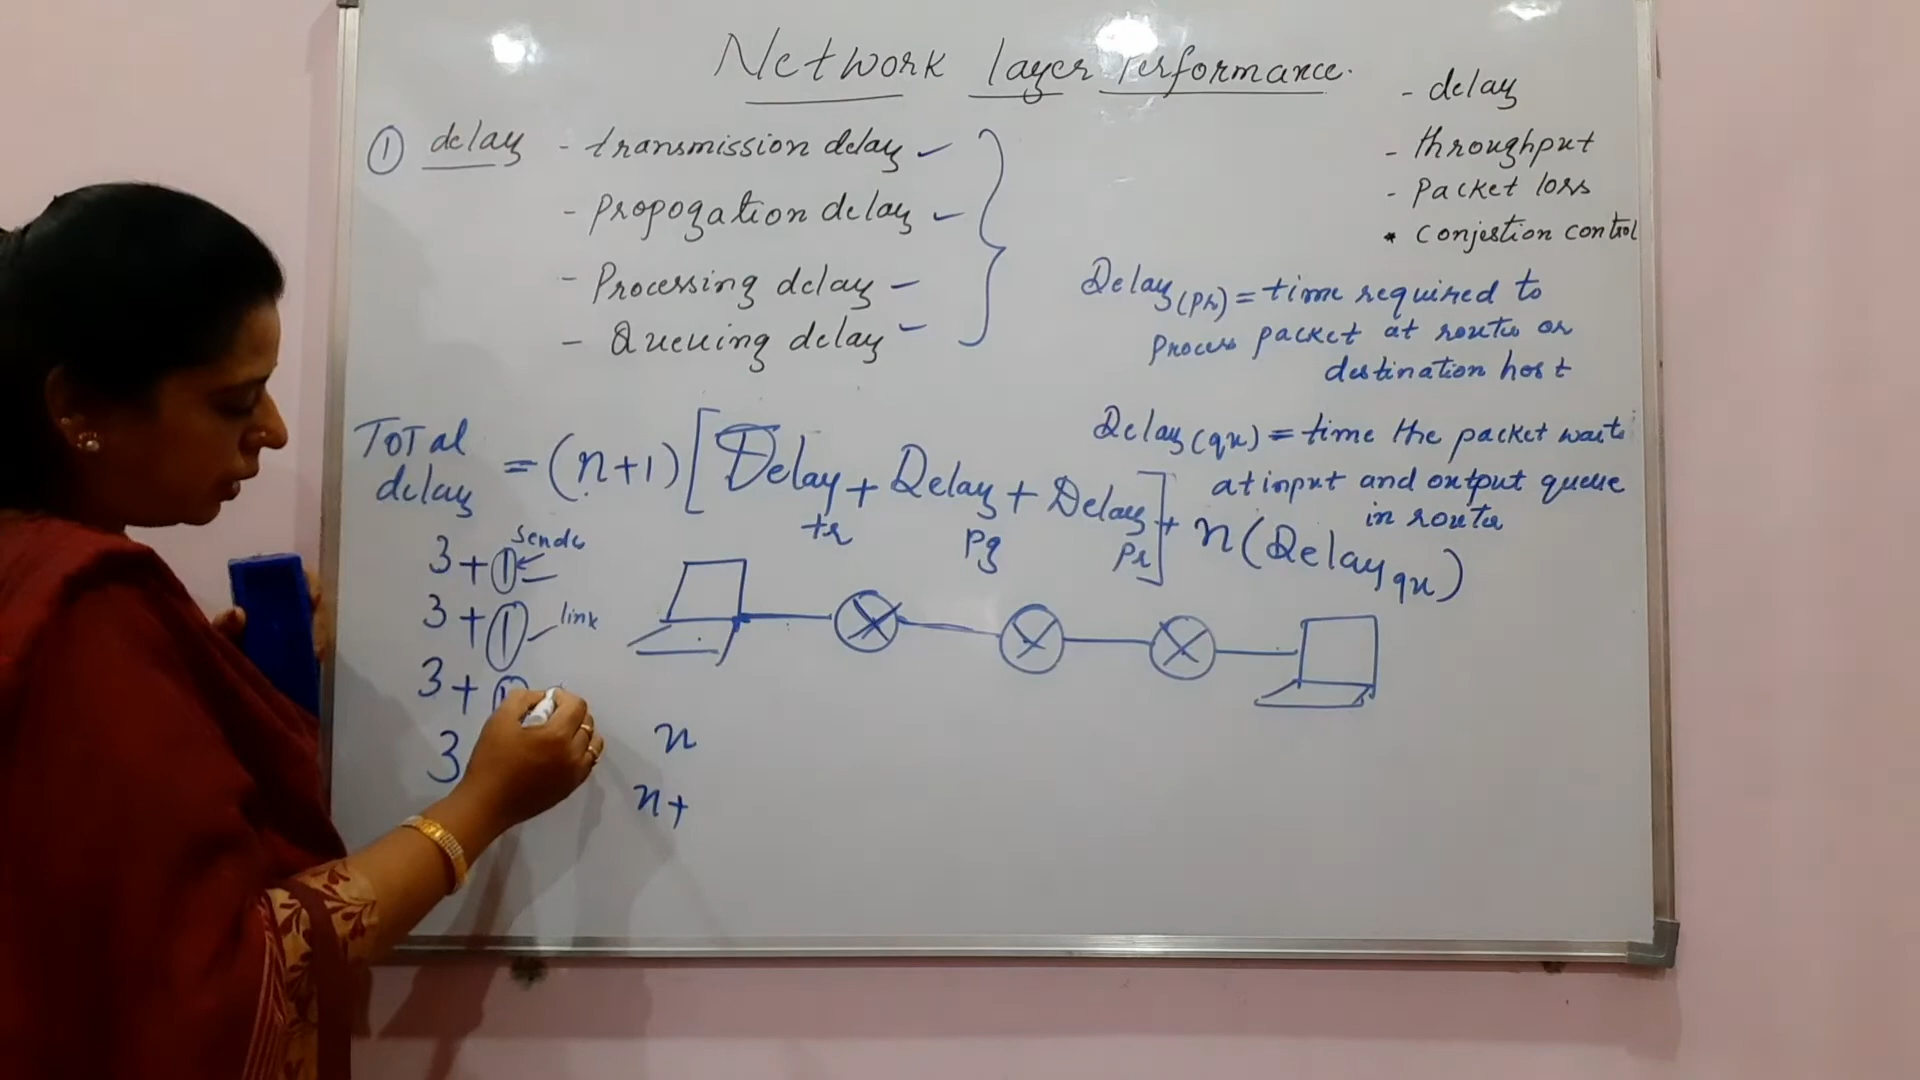 Network layer Performance.
- delay
- throughput
- Packet loss
* conjestion control
① delay - transmission delay
- Propogation delay
- Processing delay
- Queuing delay
Delay(Pr) = time required to
Process packet at router or
destination host
Delay(qu) = time the packet waits
at input and output queue
in router
Total
delay = (n+1) [Delay tr + Delay pg + Delay pr] + n(Delay qu)
3+1 Sender
3+1 link
3+1
3
n
n+